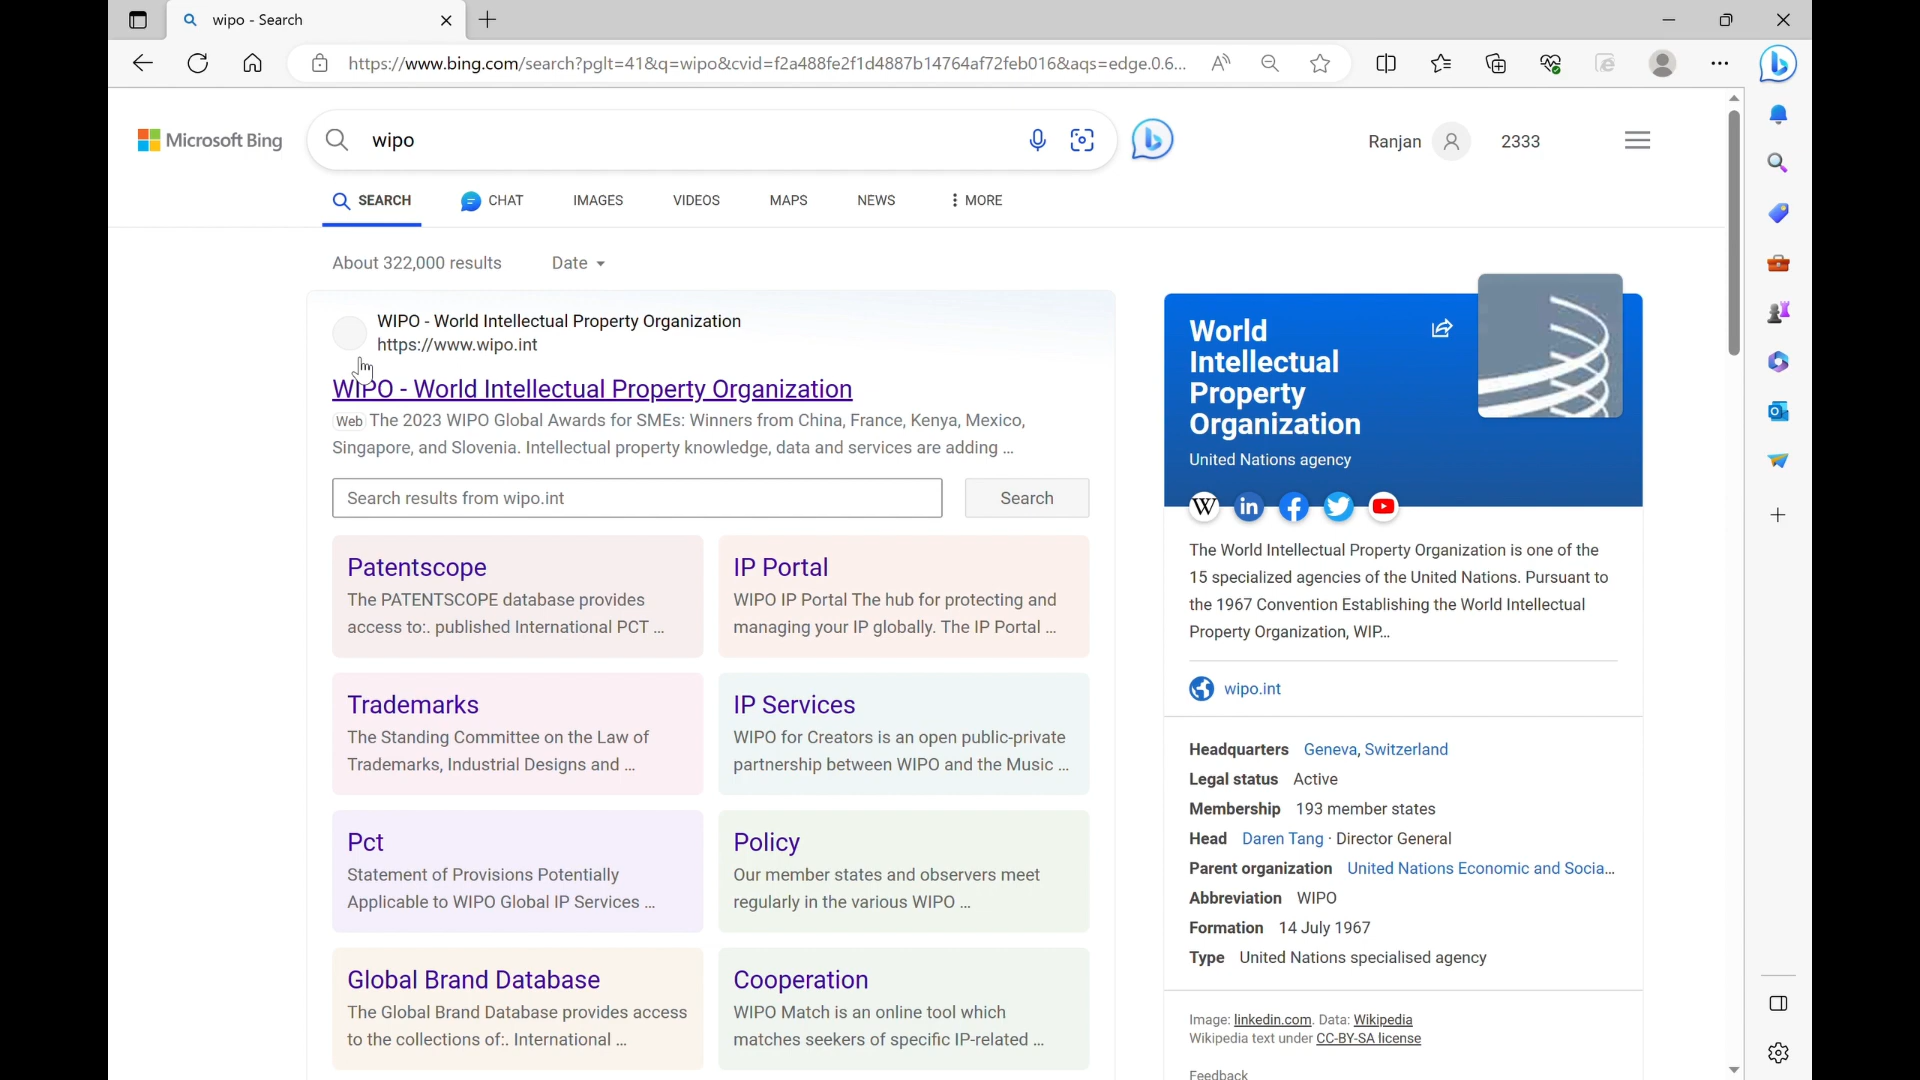 wipo - Search
https://www.bing.com/search?pglt=41&q=wipo&cvid=f2a488fe2f1d4887b14764af72feb016&aqs=edge.0.6...
Microsoft Bing
wipo
Ranjan
2333
SEARCH
CHAT
IMAGES
VIDEOS
MAPS
NEWS
MORE
About 322,000 results
Date
WIPO - World Intellectual Property Organization
https://www.wipo.int
WIPO - World Intellectual Property Organization
Web The 2023 WIPO Global Awards for SMEs: Winners from China, France, Kenya, Mexico,
Singapore, and Slovenia. Intellectual property knowledge, data and services are adding ...
Search results from wipo.int
Search
Patentscope
The PATENTSCOPE database provides
access to:. published International PCT ...
IP Portal
WIPO IP Portal The hub for protecting and
managing your IP globally. The IP Portal ...
Trademarks
The Standing Committee on the Law of
Trademarks, Industrial Designs and ...
IP Services
WIPO for Creators is an open public-private
partnership between WIPO and the Music ...
Pct
Statement of Provisions Potentially
Applicable to WIPO Global IP Services ...
Policy
Our member states and observers meet
regularly in the various WIPO ...
Global Brand Database
The Global Brand Database provides access
to the collections of:. International ...
Cooperation
WIPO Match is an online tool which
matches seekers of specific IP-related ...
World
Intellectual
Property
Organization
United Nations agency
W
in
The World Intellectual Property Organization is one of the
15 specialized agencies of the United Nations. Pursuant to
the 1967 Convention Establishing the World Intellectual
Property Organization, WIP...
wipo.int
Headquarters Geneva, Switzerland
Legal status Active
Membership 193 member states
Head Daren Tang · Director General
Parent organization United Nations Economic and Socia...
Abbreviation WIPO
Formation 14 July 1967
Type United Nations specialised agency
Image: linkedin.com. Data: Wikipedia
Wikipedia text under CC-BY-SA license
Feedback